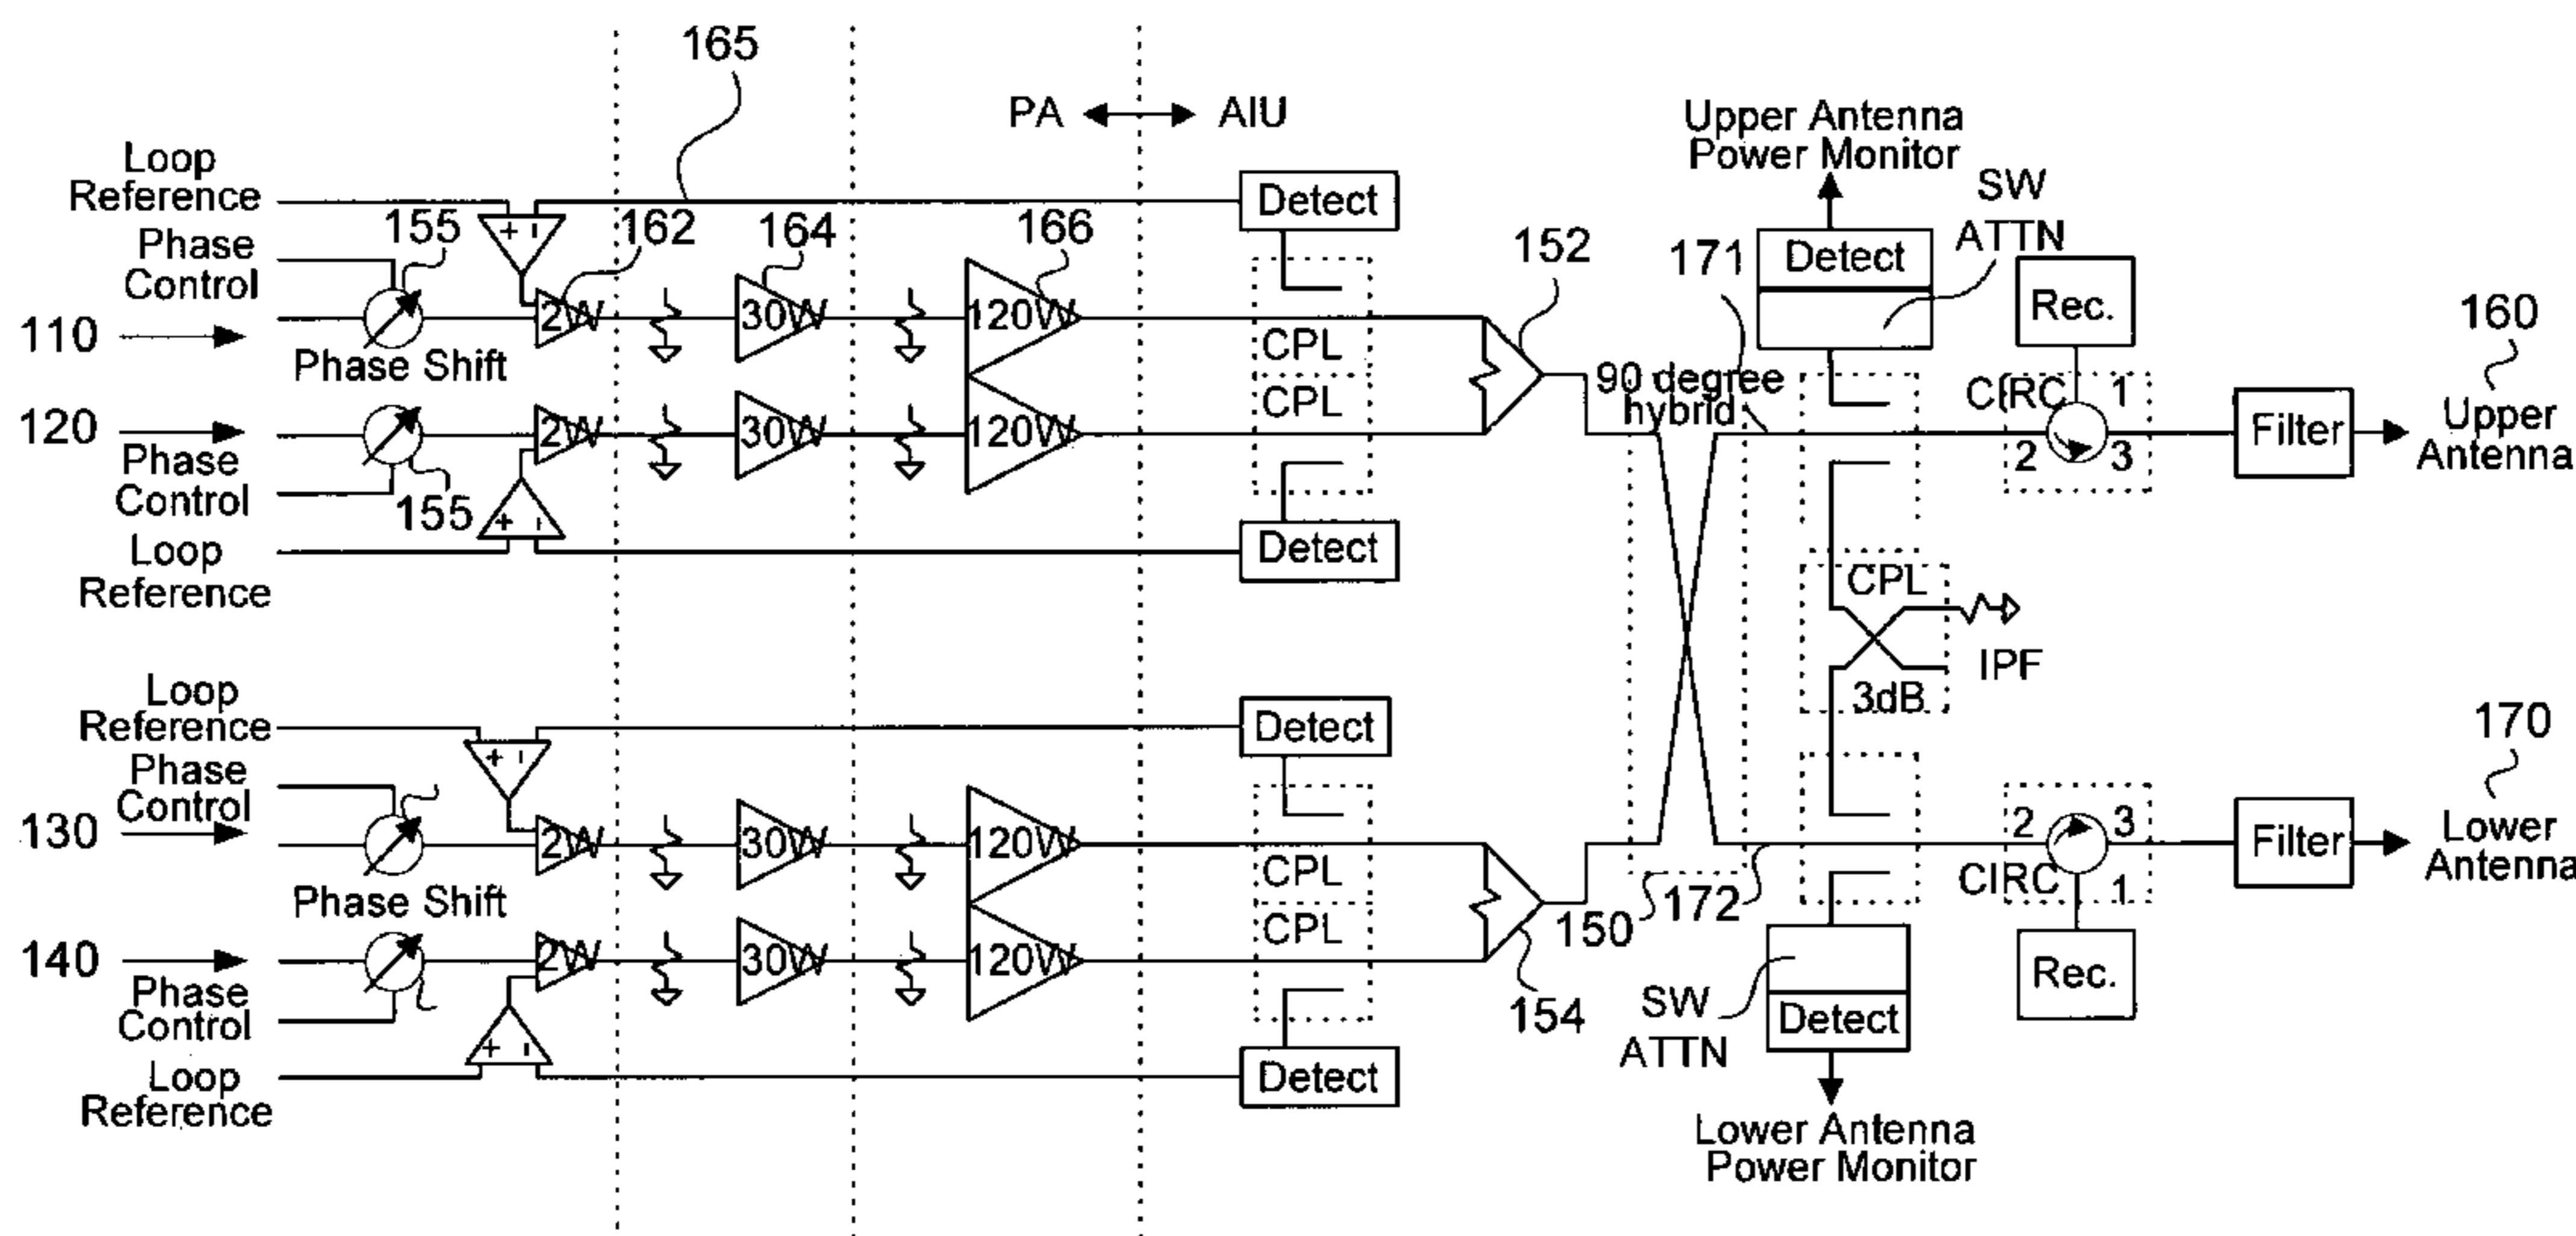 165
PA
AIU
Loop
Reference
Phase
Control
155
162
164
166
+ -
Detect
Upper Antenna
Power Monitor
SW
ATTN
Detect
152
171
Rec.
160
110
Phase Shift
2W
30W
120W
CPL
90 degree
hybrid
CIRC
1
2
3
Filter
Upper
Antenna
120
2W
30W
120W
CPL
Phase
Control
155
+ -
Loop
Reference
Detect
CPL
3dB
IPF
Loop
Reference
Phase
Control
+ -
Detect
170
130
Phase Shift
2W
30W
120W
CPL
2
3
CIRC
1
Filter
Lower
Antenna
150
172
140
2W
30W
120W
CPL
154
Phase
Control
+ -
Loop
Reference
Detect
SW
ATTN
Detect
Rec.
Lower Antenna
Power Monitor